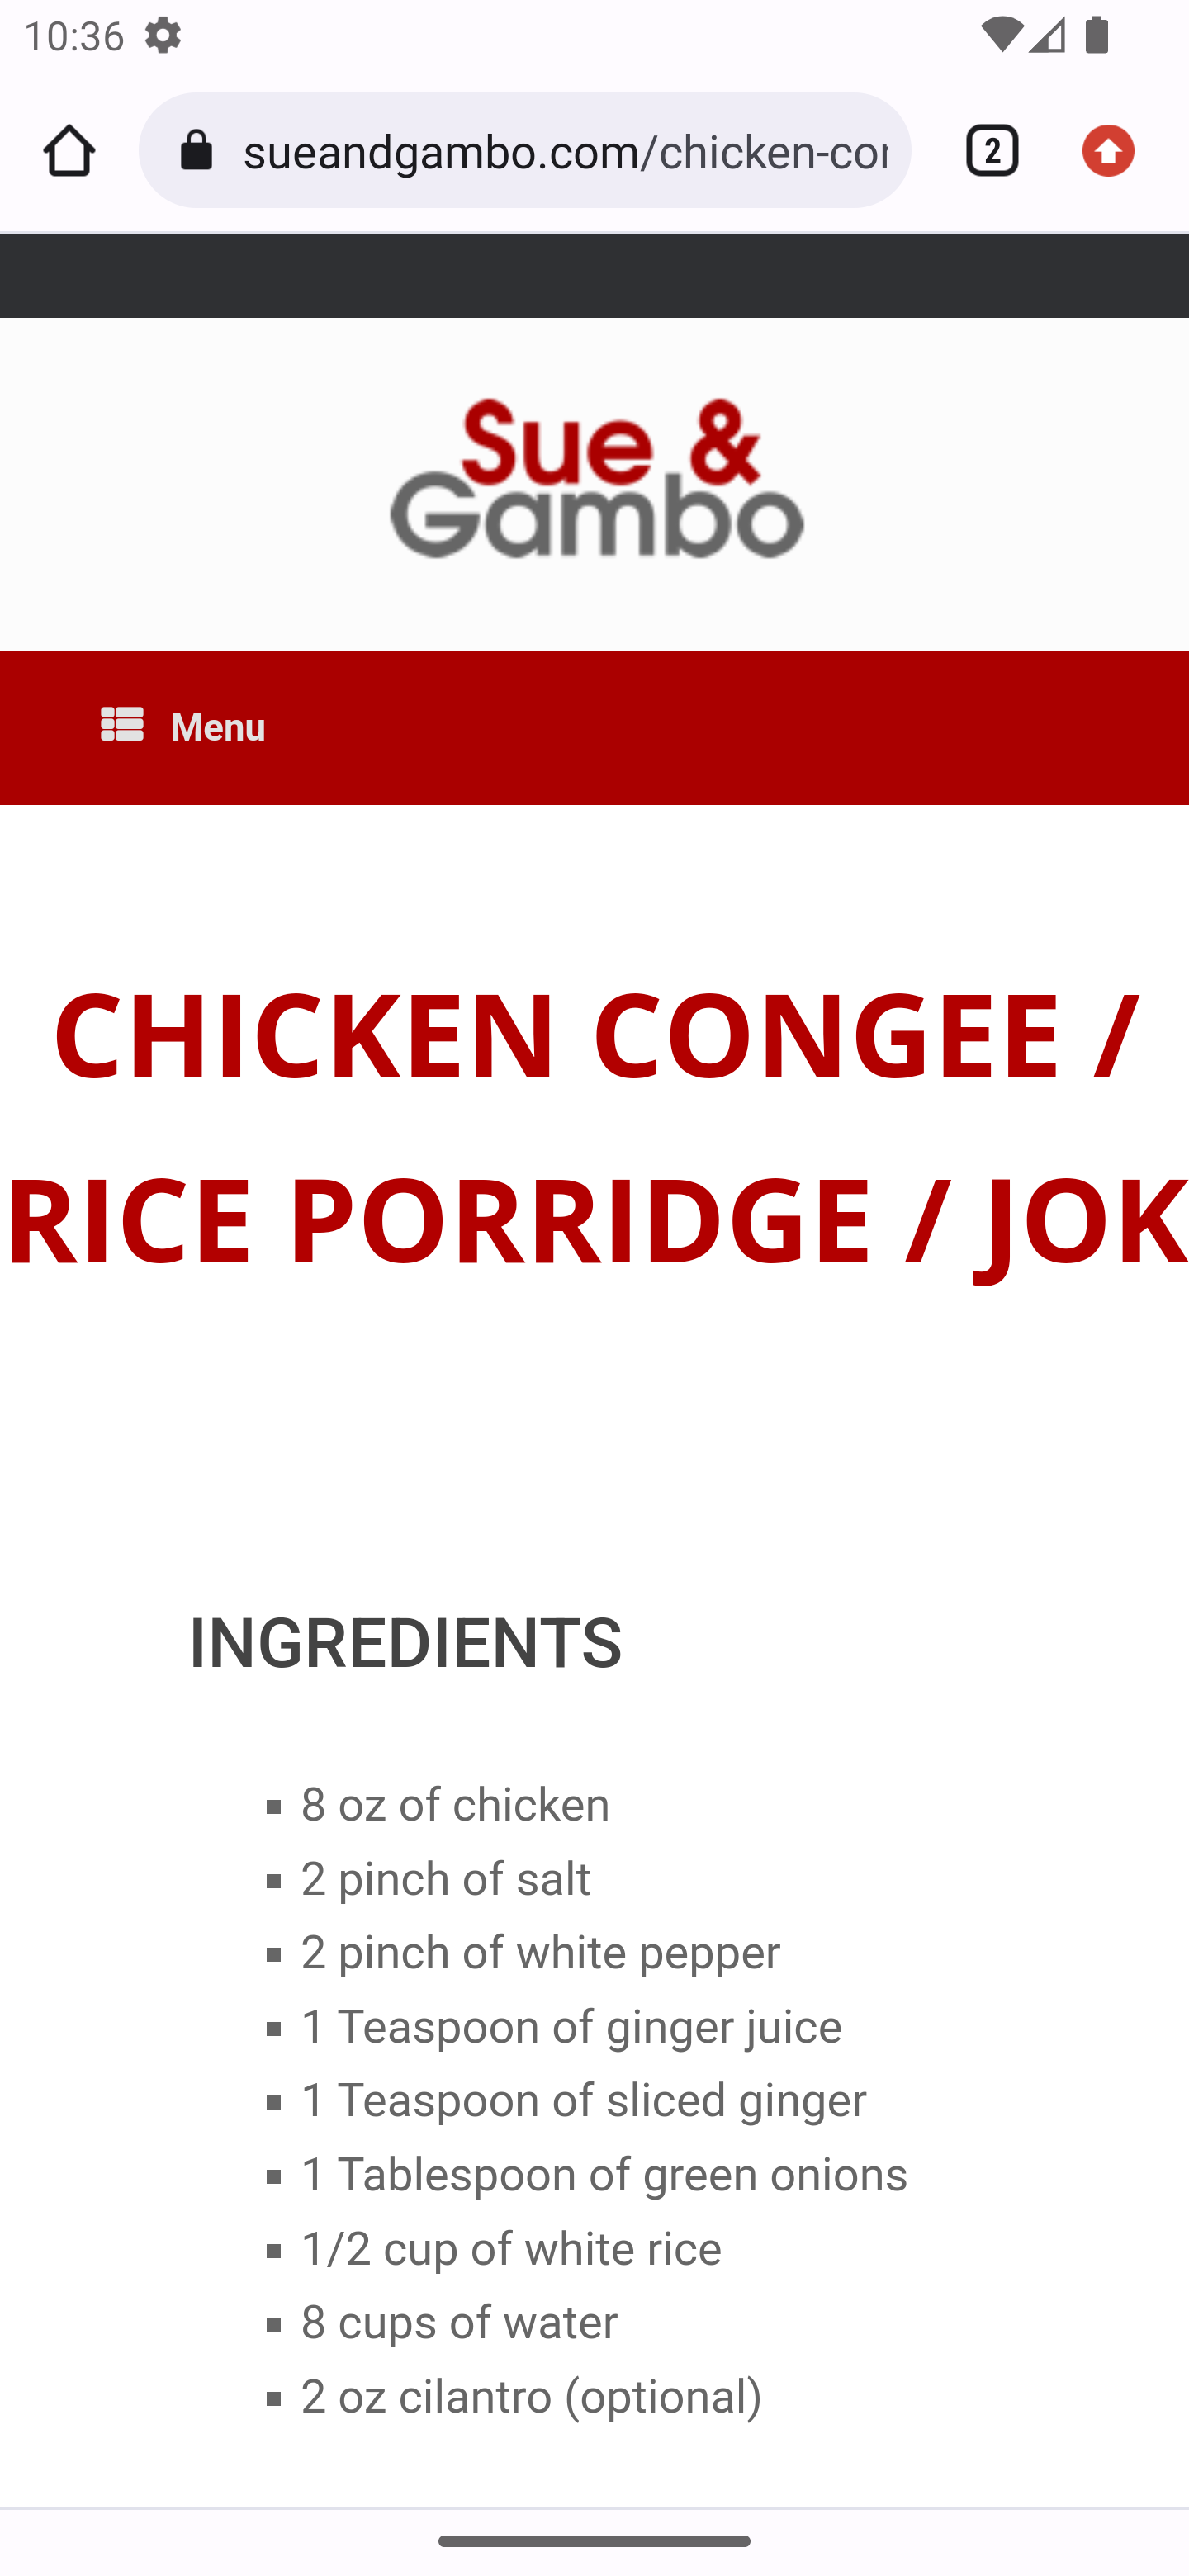 10:36
sueandgambo.com/chicken-cor
2
Sue &
Gambo
Menu
CHICKEN CONGEE /
RICE PORRIDGE / JOK
INGREDIENTS
8 oz of chicken
2 pinch of salt
2 pinch of white pepper
1 Teaspoon of ginger juice
1 Teaspoon of sliced ginger
1 Tablespoon of green onions
1/2 cup of white rice
8 cups of water
2 oz cilantro (optional)